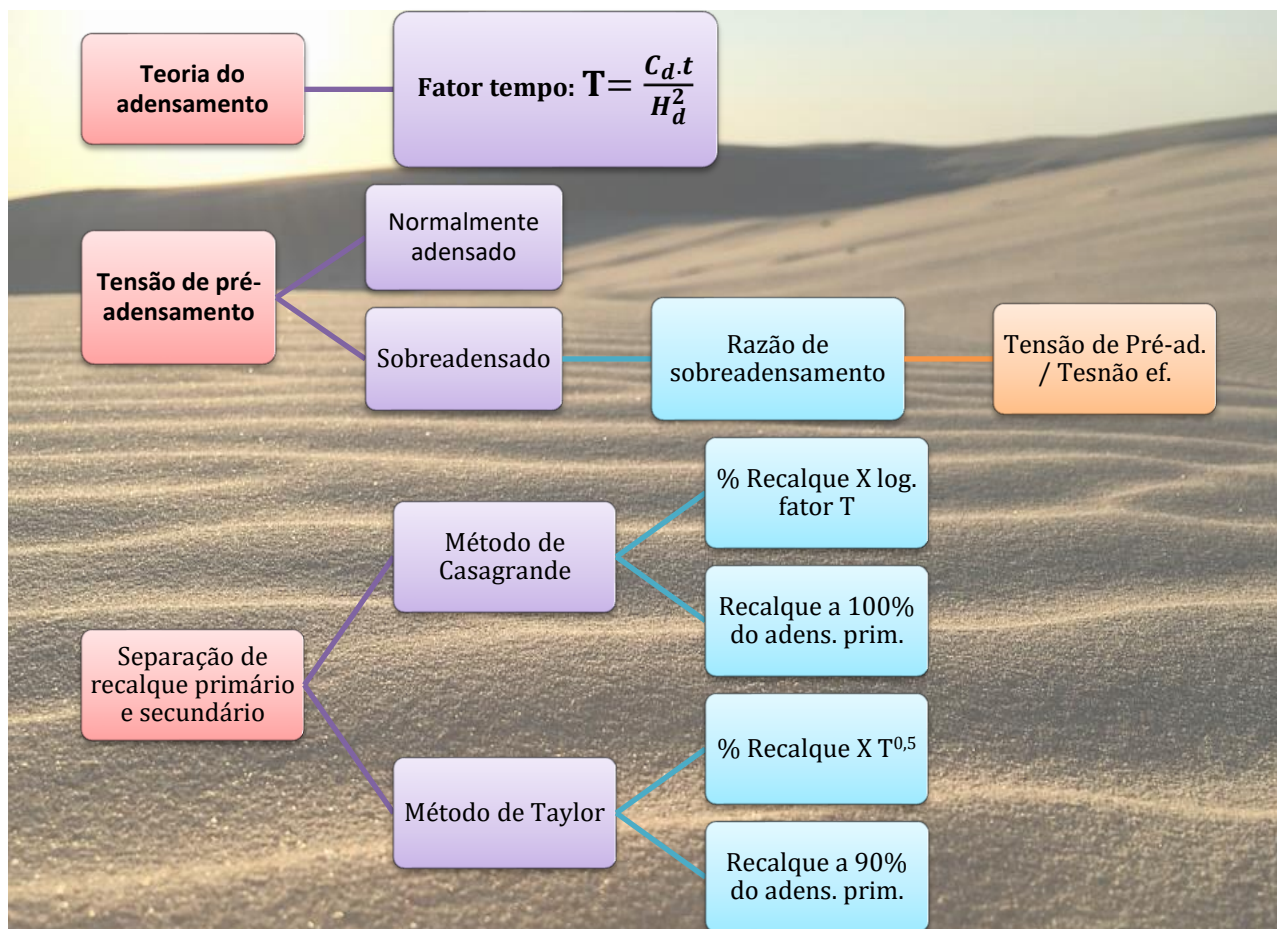 Teoria do
adensamento
Fator tempo: T= C_d.t / H_d^2
Tensão de pré-
adensamento
Normalmente
adensado
Sobreadensado
Razão de
sobreadensamento
Tensão de Pré-ad.
/ Tesnão ef.
Separação de
recalque primário
e secundário
Método de
Casagrande
% Recalque X log.
fator T
Recalque a 100%
do adens. prim.
Método de Taylor
% Recalque X T^0,5
Recalque a 90%
do adens. prim.